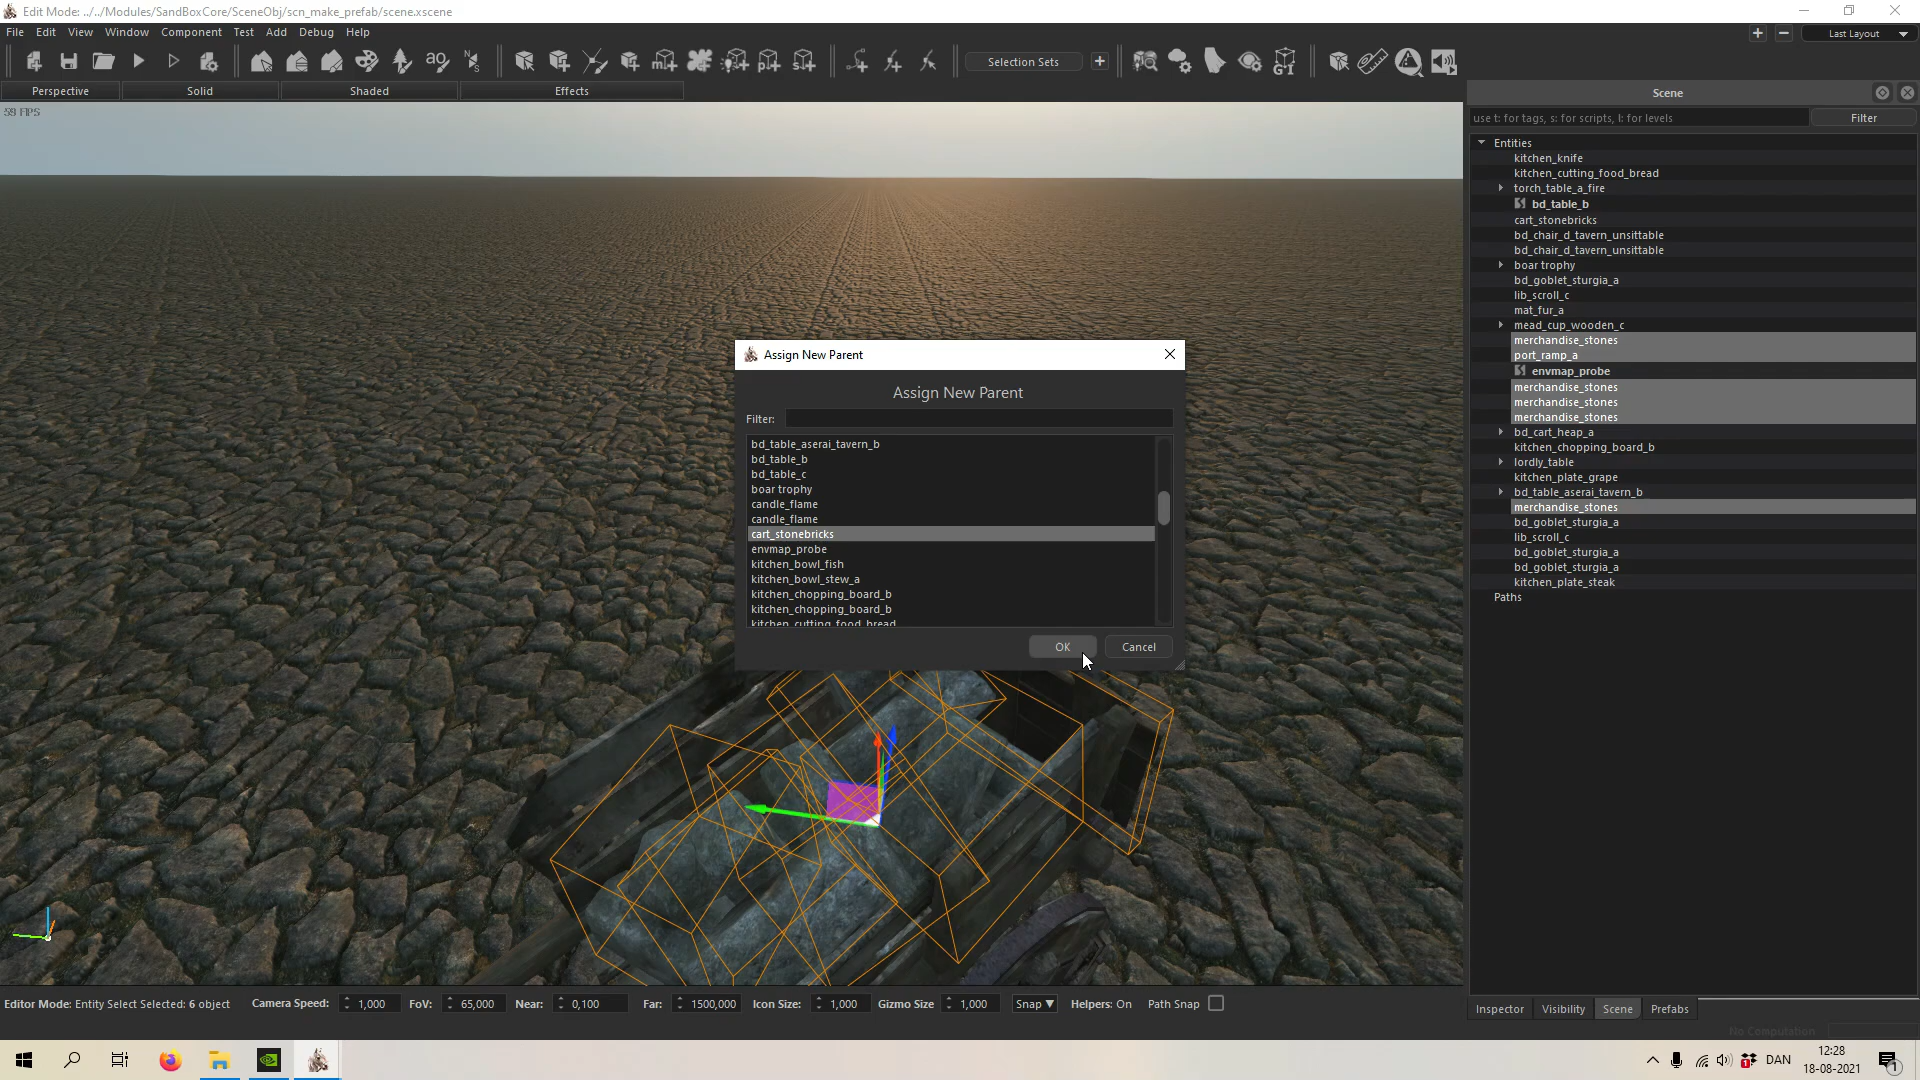 Edit Mode: ../../Modules/SandBoxCore/SceneObj/scn_make_prefab/scene.xscene
File Edit View Window Component Test Add Debug Help
Last Layout
Selection Sets
Perspective Solid Shaded Effects
59 FPS
Scene
use t: for tags, s: for scripts, l: for levels
Filter
Entities
kitchen_knife
kitchen_cutting_food_bread
torch_table_a_fire
bd_table_b
cart_stonebricks
bd_chair_d_tavern_unsittable
bd_chair_d_tavern_unsittable
boar trophy
bd_goblet_sturgia_a
lib_scroll_c
mat_fur_a
mead_cup_wooden_c
merchandise_stones
port_ramp_a
envmap_probe
merchandise_stones
merchandise_stones
merchandise_stones
bd_cart_heap_a
kitchen_chopping_board_b
lordly_table
kitchen_plate_grape
bd_table_aserai_tavern_b
merchandise_stones
bd_goblet_sturgia_a
lib_scroll_c
bd_goblet_sturgia_a
bd_goblet_sturgia_a
kitchen_plate_steak
Paths
Assign New Parent
Assign New Parent
Filter:
bd_table_aserai_tavern_b
bd_table_b
bd_table_c
boar trophy
candle_flame
candle_flame
cart_stonebricks
envmap_probe
kitchen_bowl_fish
kitchen_bowl_stew_a
kitchen_chopping_board_b
kitchen_chopping_board_b
kitchen_cutting_food_bread
OK Cancel
Editor Mode: Entity Select Selected: 6 object Camera Speed: 1,000 FoV: 65,000 Near: 0,100 Far: 1500,000 Icon Size: 1,000 Gizmo Size 1,000 Snap Helpers: On Path Snap
Inspector Visibility Scene Prefabs
No Computation
DAN
12:28
18-08-2021